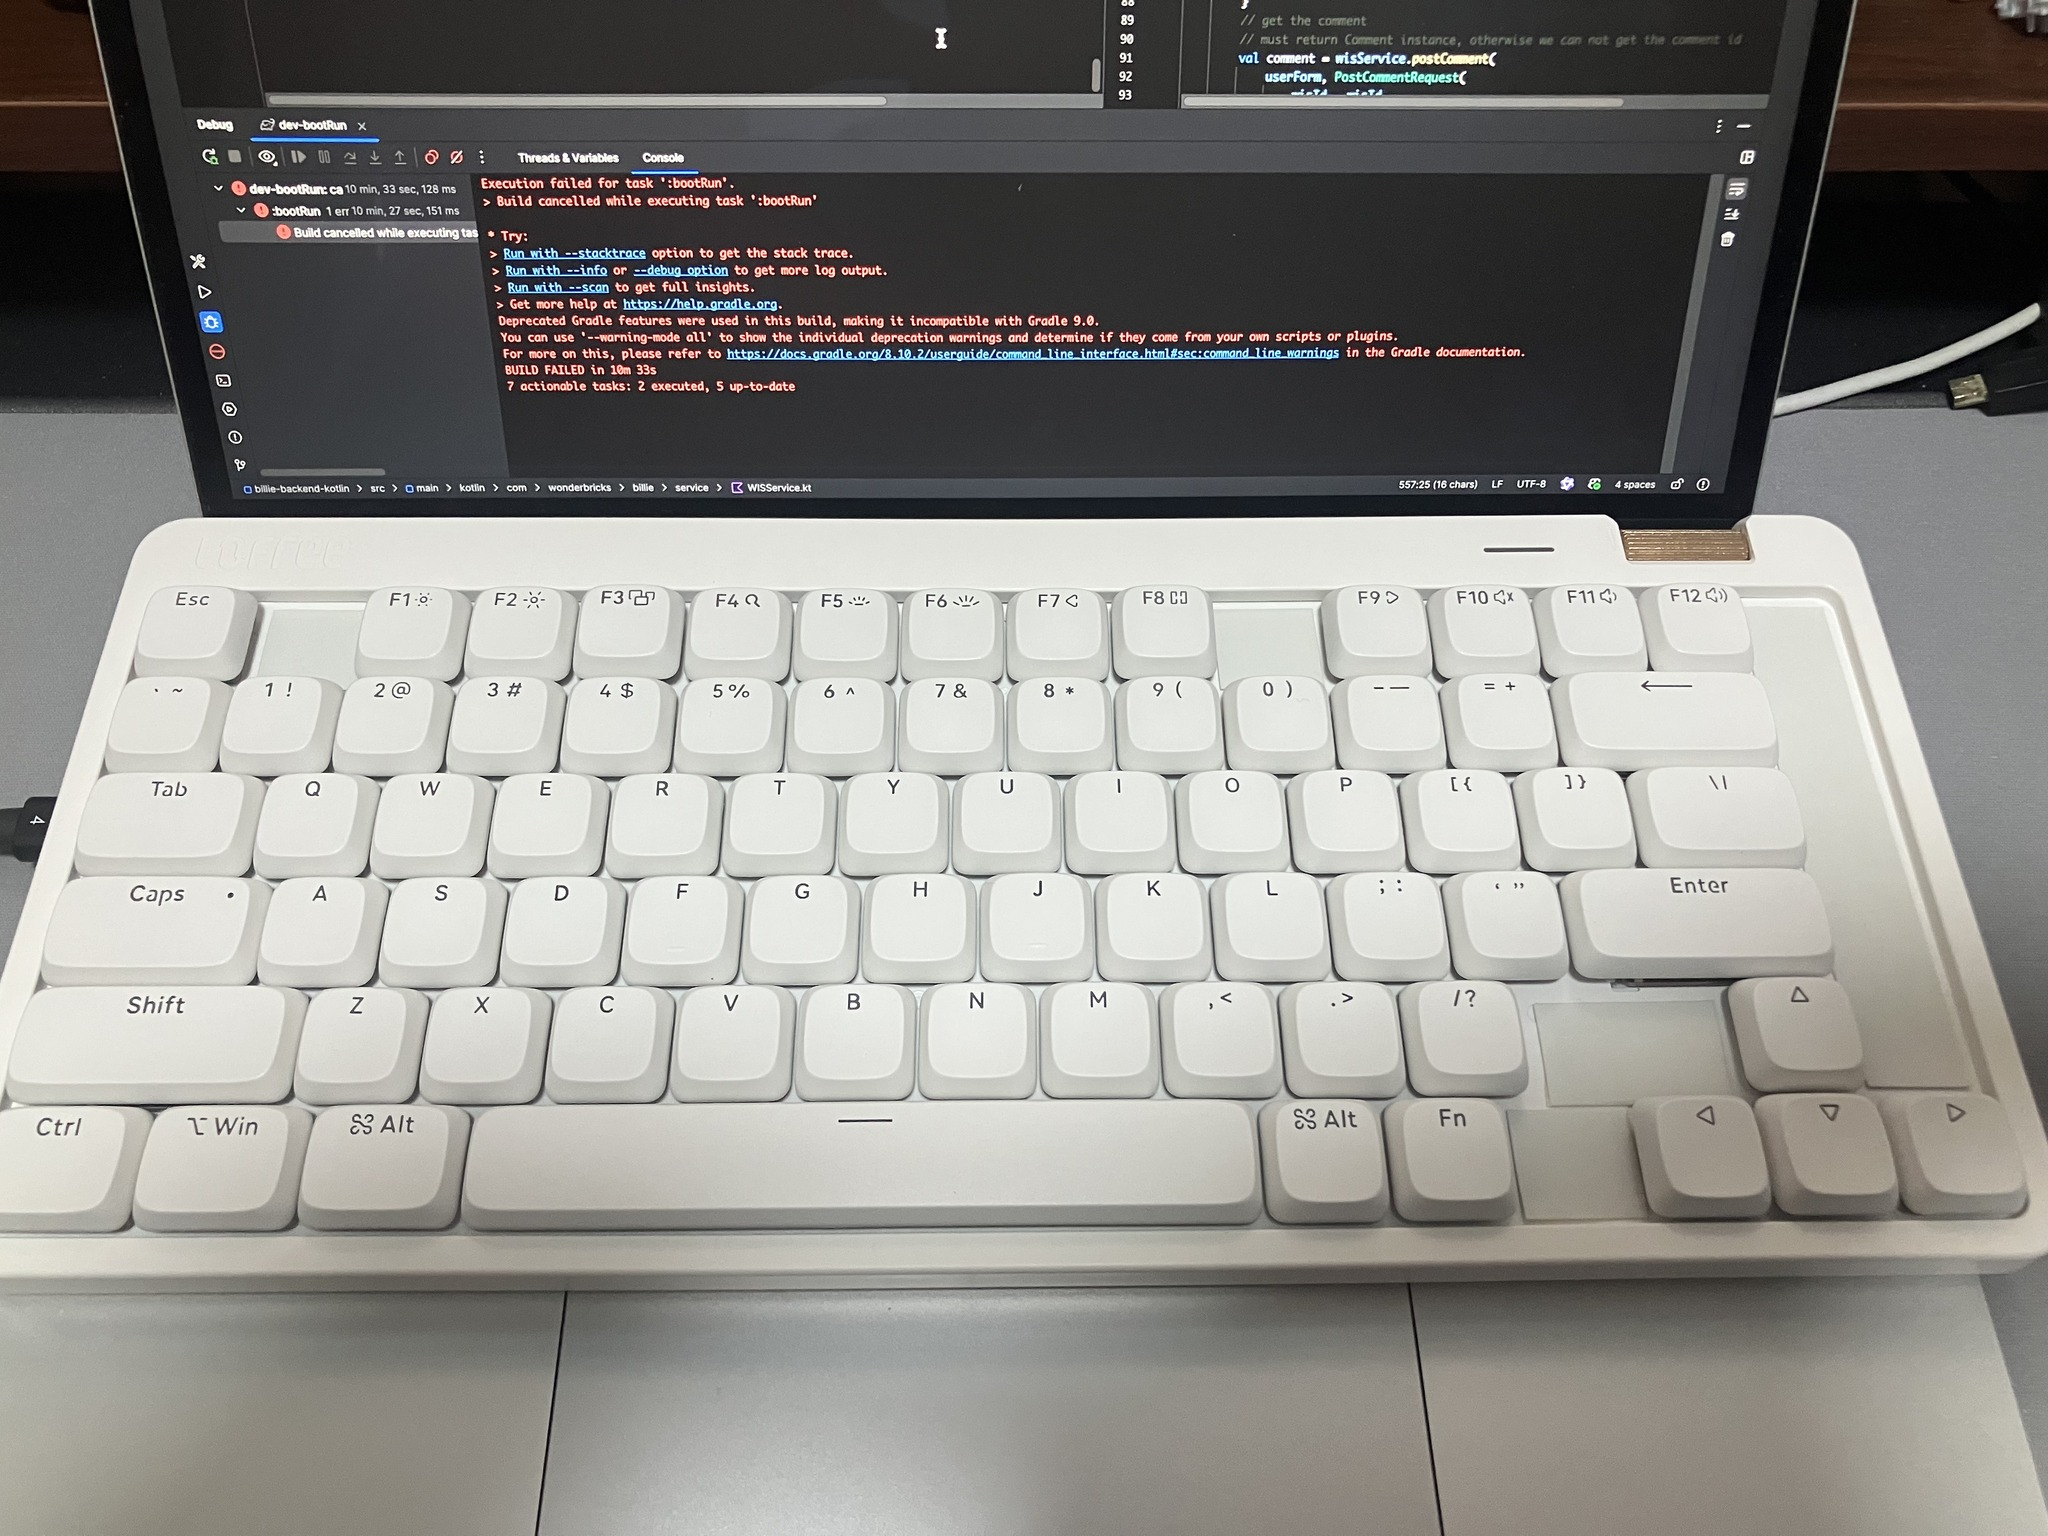 88 }
89 // get the comment
90 // must return Comment instance, otherwise we can not get the comment id
91 val comment = wisService.postComment(
92 userForm, PostCommentRequest(
93
Debug dev-bootRun
Threads & Variables Console
dev-bootRun: ca 10 min, 33 sec, 128 ms
:bootRun 1 err 10 min, 27 sec, 151 ms
Build cancelled while executing tas
Execution failed for task ':bootRun'.
> Build cancelled while executing task ':bootRun'
* Try:
> Run with --stacktrace option to get the stack trace.
> Run with --info or --debug option to get more log output.
> Run with --scan to get full insights.
> Get more help at https://help.gradle.org.
Deprecated Gradle features were used in this build, making it incompatible with Gradle 9.0.
You can use '--warning-mode all' to show the individual deprecation warnings and determine if they come from your own scripts or plugins.
For more on this, please refer to https://docs.gradle.org/8.10.2/userguide/command_line_interface.html#sec:command_line_warnings in the Gradle documentation.
BUILD FAILED in 10m 33s
7 actionable tasks: 2 executed, 5 up-to-date
billie-backend-kotlin > src > main > kotlin > com > wonderbricks > billie > service > WISService.kt
557:25 (16 chars) LF UTF-8 4 spaces
Esc F1 F2 F3 F4 F5 F6 F7 F8 F9 F10 F11 F12
` ~ 1 ! 2 @ 3 # 4 $ 5 % 6 ^ 7 & 8 * 9 ( 0 ) - — = + ←
Tab Q W E R T Y U I O P [ { ] } \ |
Caps A S D F G H J K L ; : ‘ ” Enter
Shift Z X C V B N M , < . > / ? △
Ctrl ⌥ Win ⌘ Alt — ⌘ Alt Fn ◁ ▽ ▷